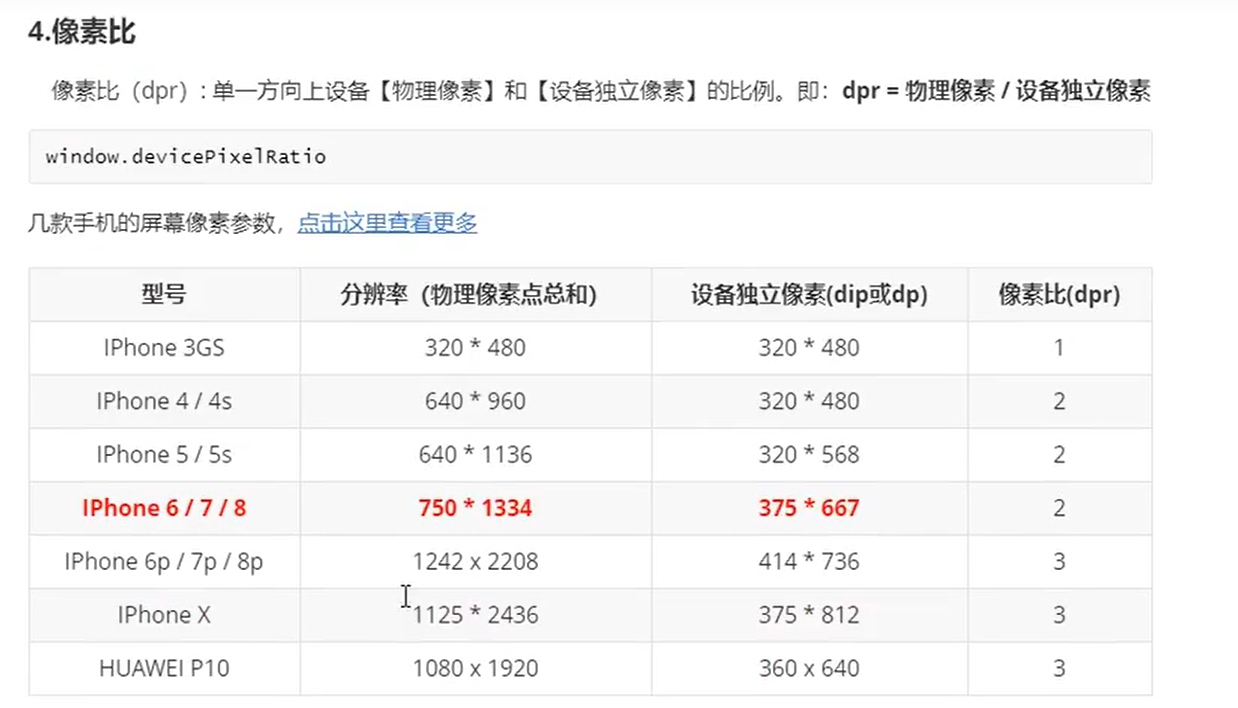 4.像素比
像素比（dpr）: 单一方向上设备【物理像素】和【设备独立像素】的比例。即： dpr = 物理像素 / 设备独立像素
window.devicePixelRatio
几款手机的屏幕像素参数，点击这里查看更多
型号 分辨率（物理像素点总和) 设备独立像素(dip或dp) 像素比(dpr)
IPhone 3GS 320 * 480 320 * 480 1
IPhone 4 / 4s 640 * 960 320 * 480 2
IPhone 5 / 5s 640 * 1136 320 * 568 2
IPhone 6 / 7 / 8 750 * 1334 375 * 667 2
IPhone 6p / 7p / 8p 1242 x 2208 414 * 736 3
IPhone X 1125 * 2436 375 * 812 3
HUAWEI P10 1080 x 1920 360 x 640 3